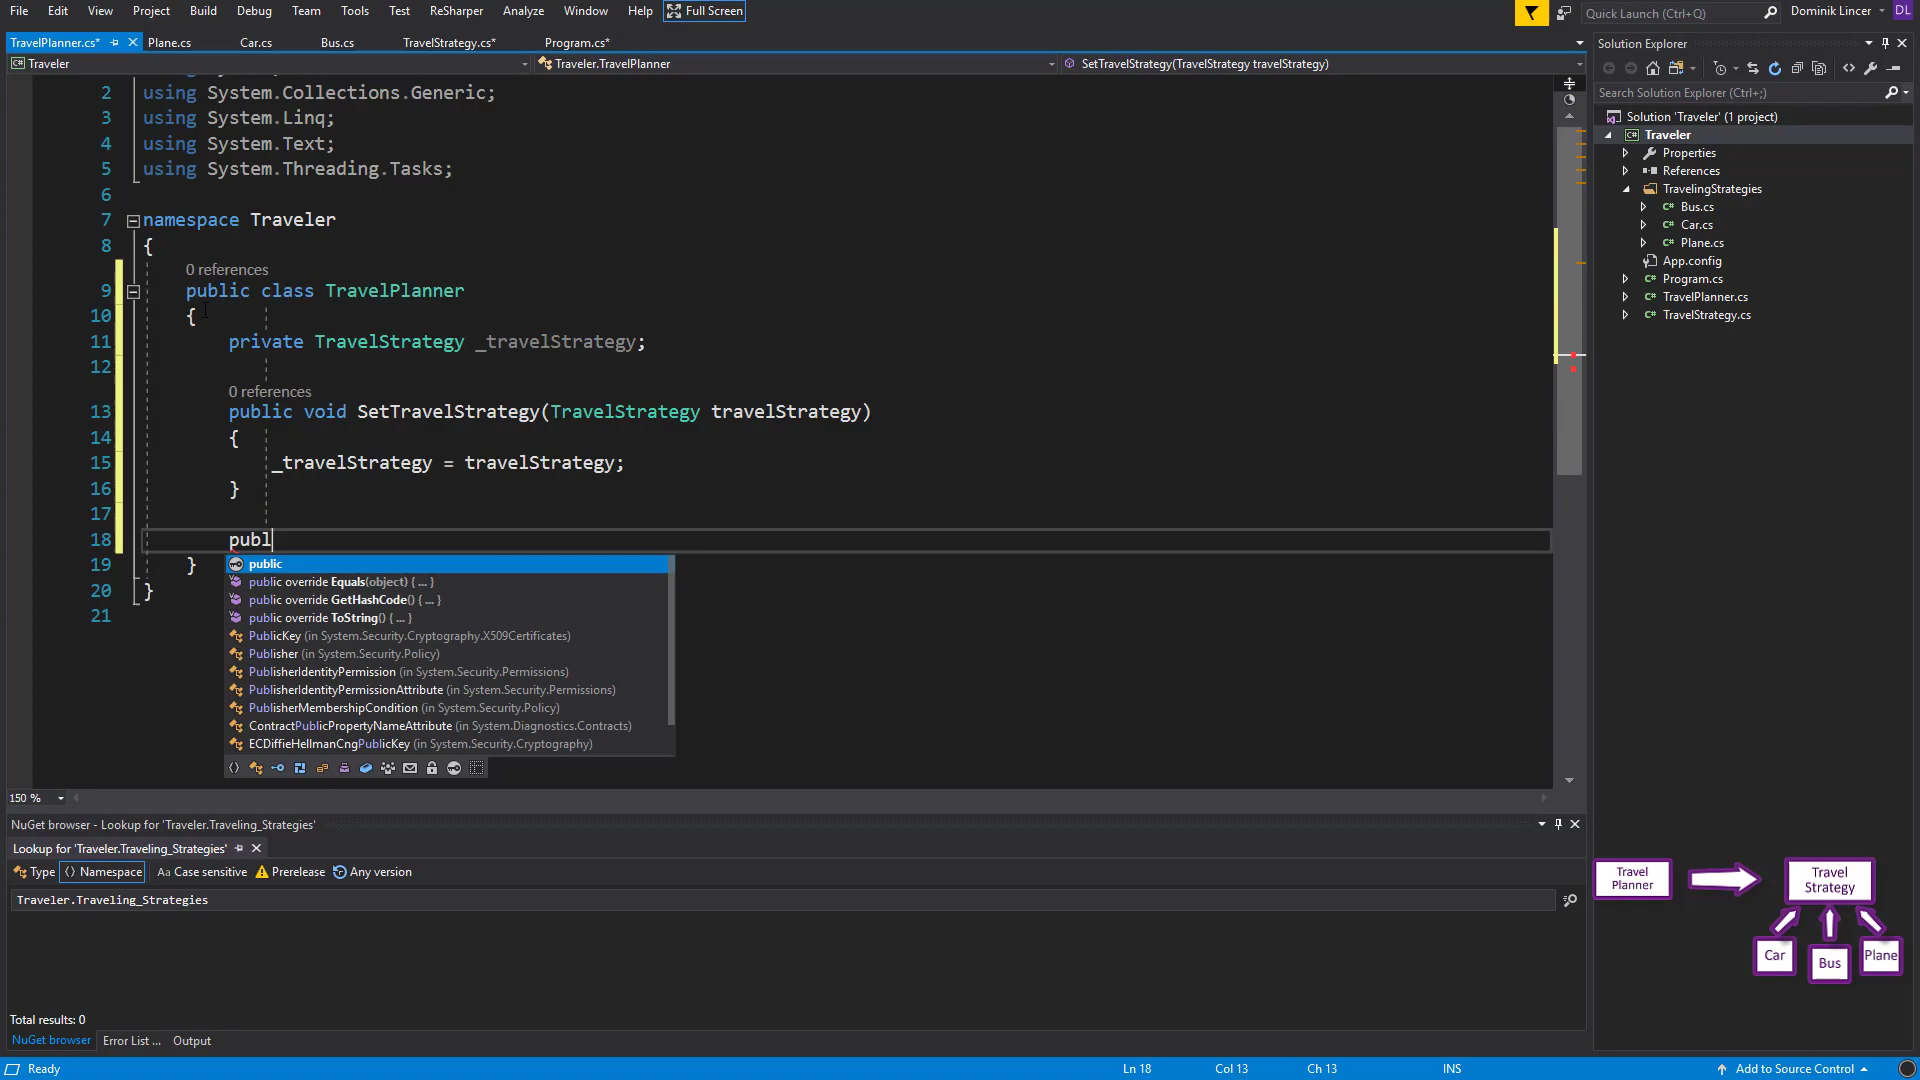 File Edit View Project Build Debug Team Tools Test ReSharper Analyze Window Help Full Screen Quick Launch (Ctrl+Q) Dominik Lincer DL
TravelPlanner.cs* Plane.cs Car.cs Bus.cs TravelStrategy.cs* Program.cs*
Traveler Traveler.TravelPlanner SetTravelStrategy(TravelStrategy travelStrategy)
2 using System.Collections.Generic;
3 using System.Linq;
4 using System.Text;
5 using System.Threading.Tasks;
6
7 namespace Traveler
8 {
0 references
9 public class TravelPlanner
10 {
11 private TravelStrategy _travelStrategy;
12
0 references
13 public void SetTravelStrategy(TravelStrategy travelStrategy)
14 {
15 _travelStrategy = travelStrategy;
16 }
17
18 publ
19 }
20 }
21
public
public override Equals(object) { ... }
public override GetHashCode() { ... }
public override ToString() { ... }
PublicKey (in System.Security.Cryptography.X509Certificates)
Publisher (in System.Security.Policy)
PublisherIdentityPermission (in System.Security.Permissions)
PublisherIdentityPermissionAttribute (in System.Security.Permissions)
PublisherMembershipCondition (in System.Security.Policy)
ContractPublicPropertyNameAttribute (in System.Diagnostics.Contracts)
ECDiffieHellmanCngPublicKey (in System.Security.Cryptography)
150 %
NuGet browser - Lookup for 'Traveler.Traveling_Strategies'
Lookup for 'Traveler.Traveling_Strategies'
Type Namespace Aa Case sensitive Prerelease Any version
Traveler.Traveling_Strategies
Total results: 0
NuGet browser Error List ... Output
Solution Explorer
Search Solution Explorer (Ctrl+;)
Solution 'Traveler' (1 project)
Traveler
Properties
References
TravelingStrategies
Bus.cs
Car.cs
Plane.cs
App.config
Program.cs
TravelPlanner.cs
TravelStrategy.cs
Travel
Planner
Travel
Strategy
Car
Bus
Plane
Ready Ln 18 Col 13 Ch 13 INS Add to Source Control